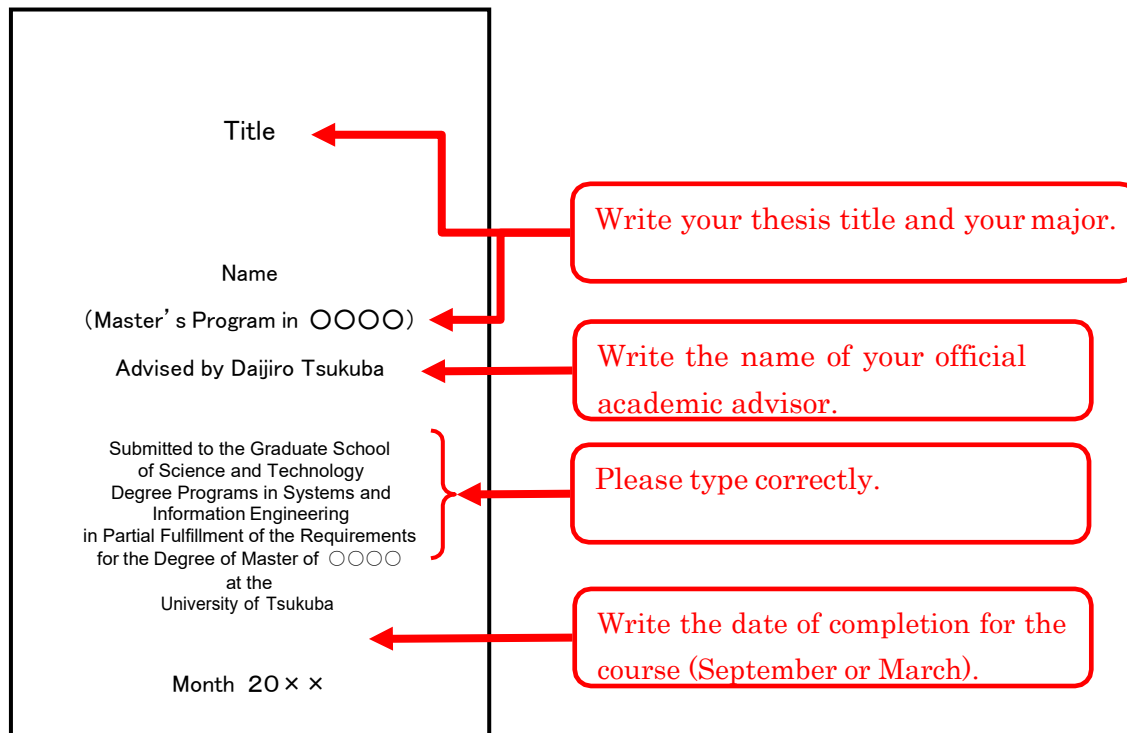 Title
Write your thesis title and your major.
Name
(Master's Program in 〇〇〇〇)
Advised by Daijiro Tsukuba
Write the name of your official
academic advisor.
Submitted to the Graduate School
of Science and Technology
Degree Programs in Systems and
Information Engineering
in Partial Fulfillment of the Requirements
for the Degree of Master of 〇〇〇〇
at the
University of Tsukuba
Please type correctly.
Write the date of completion for the
course (September or March).
Month 20××